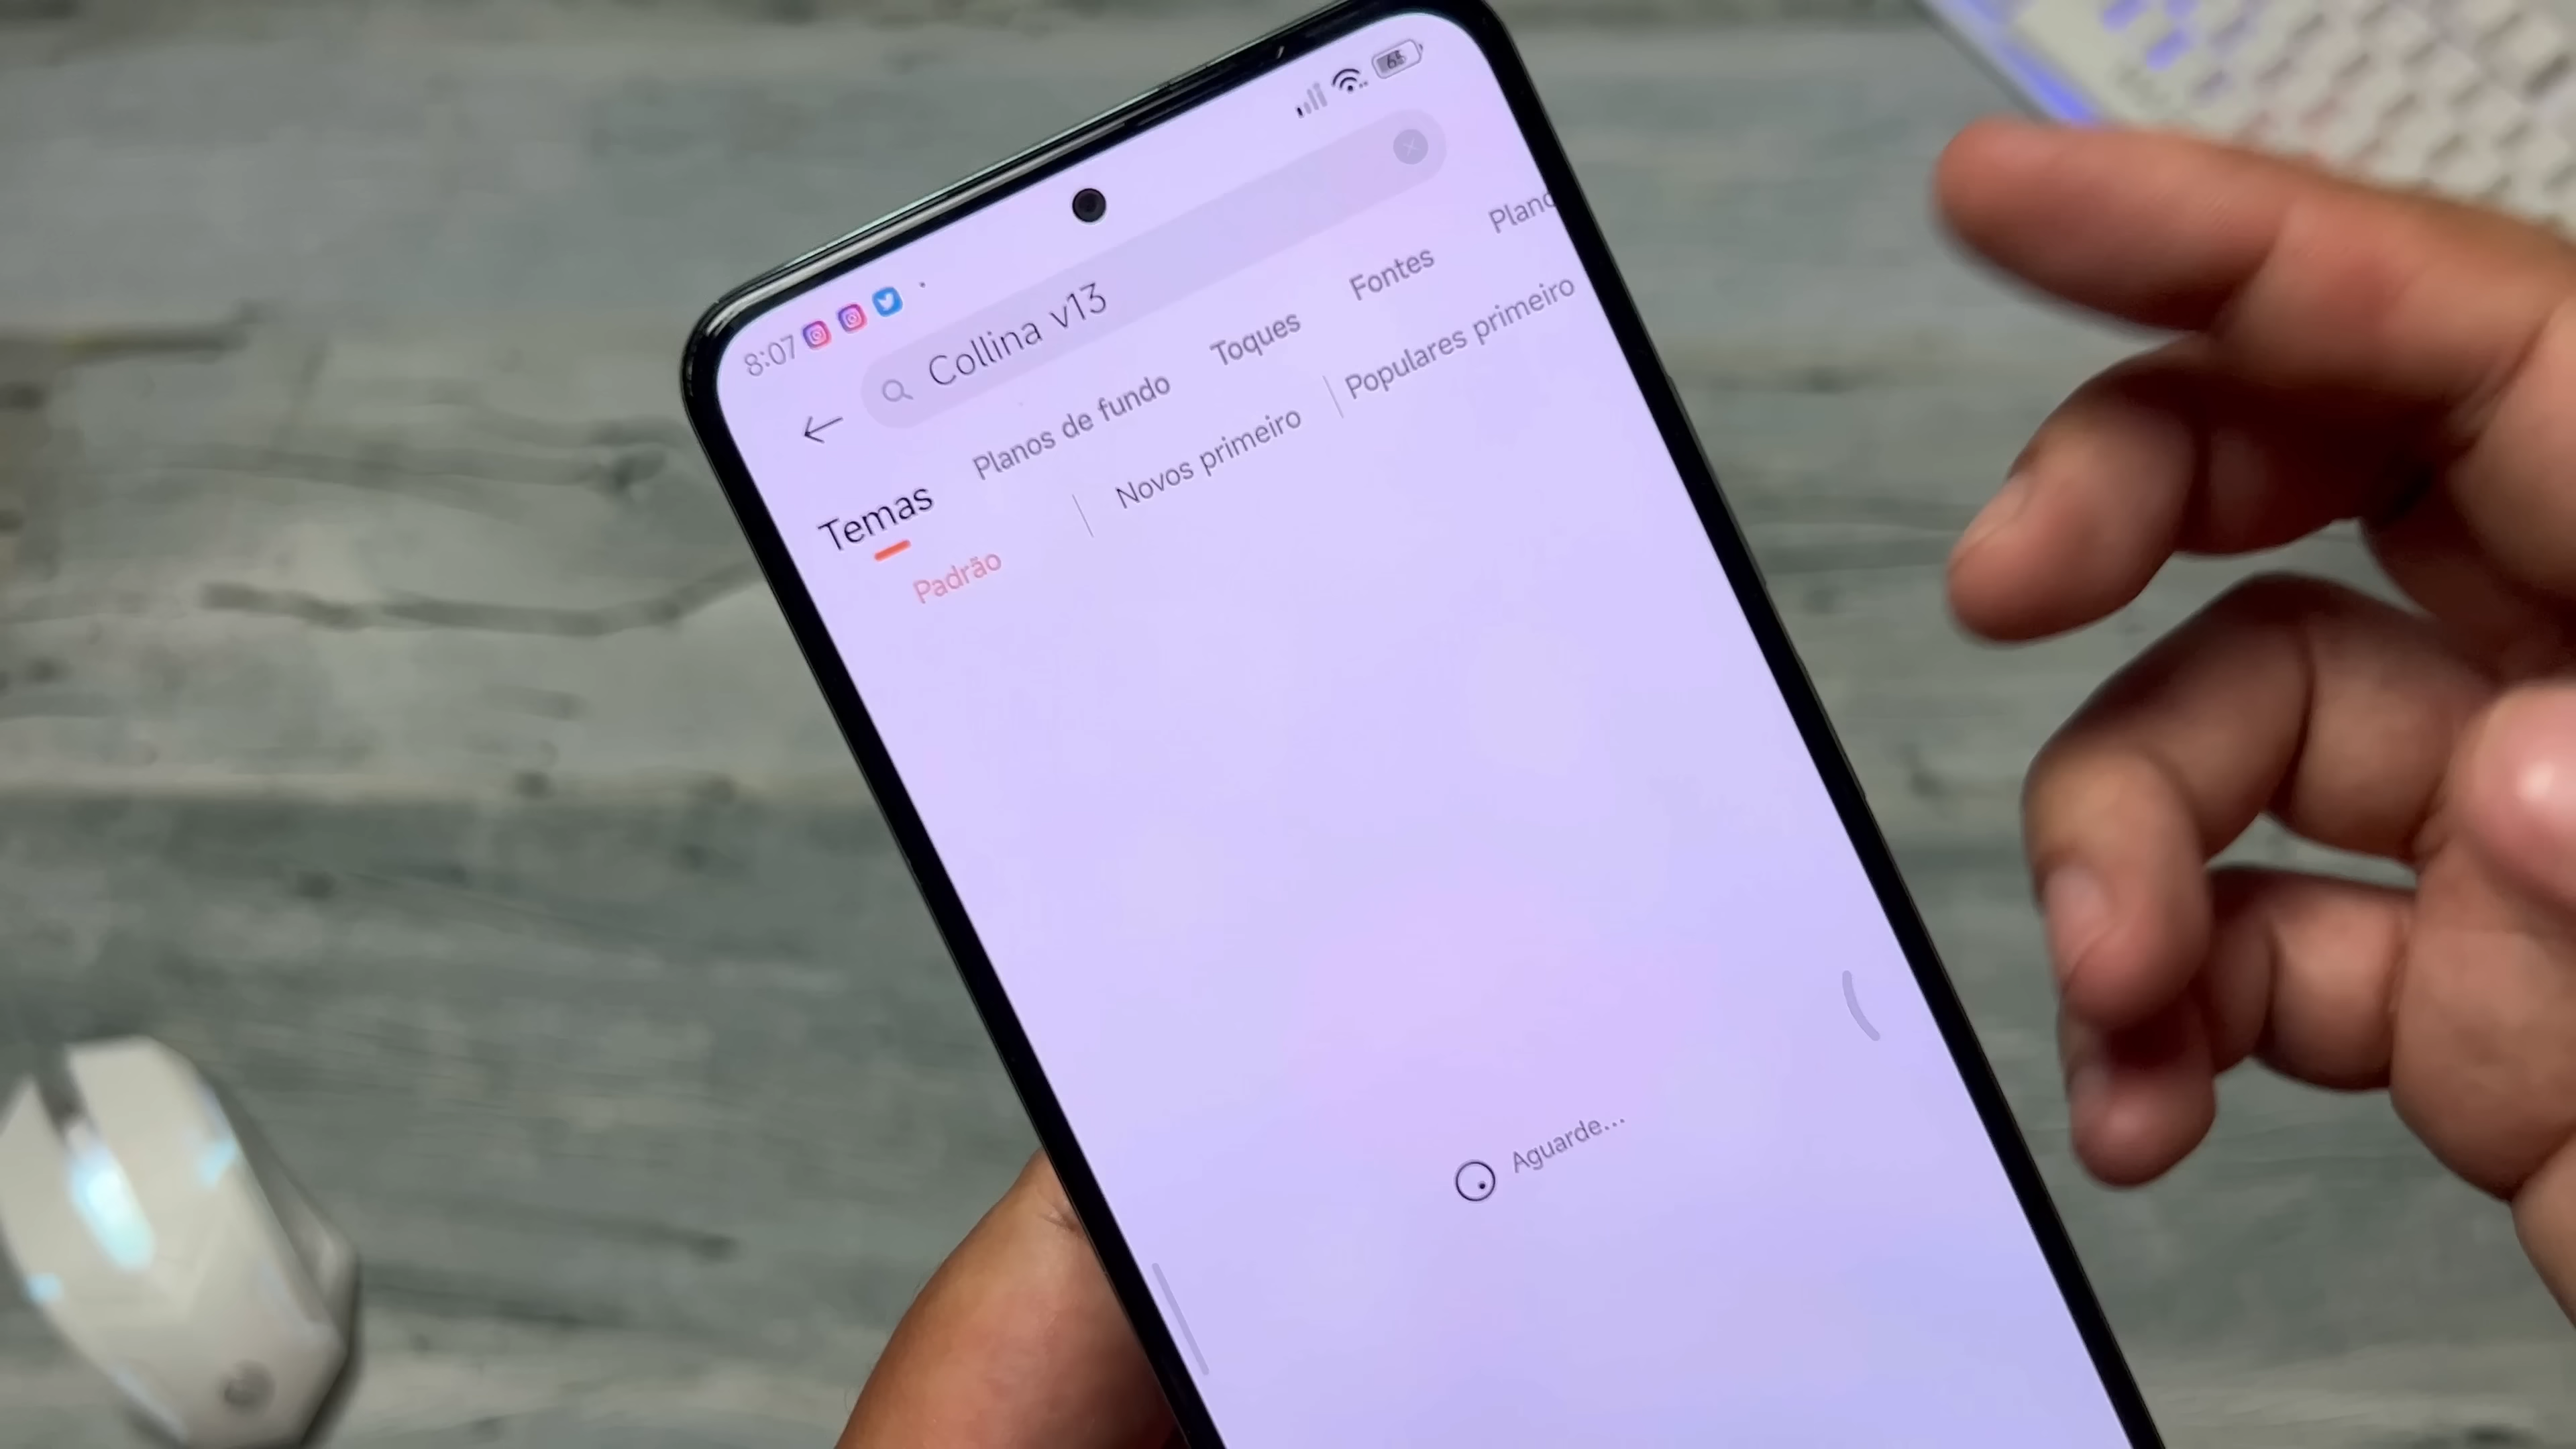 8:07
Collina v13
Temas Planos de fundo Toques Fontes Plano
Padrão Novos primeiro Populares primeiro
Aguarde...